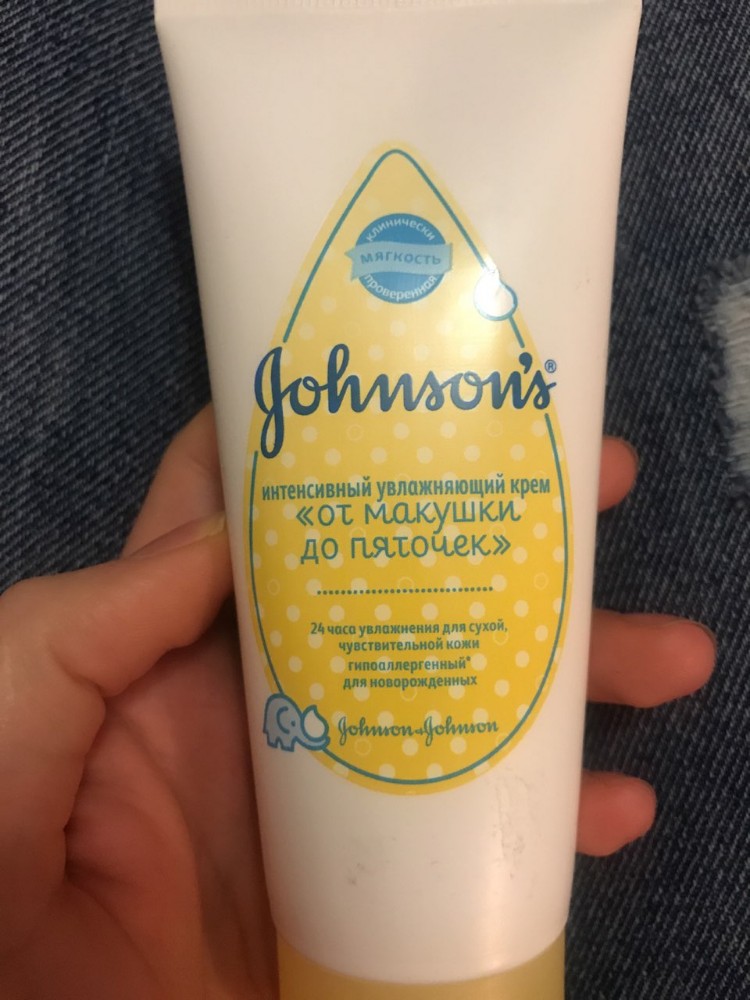 клинически
мягкость
проверенная
Johnson's®
интенсивный увлажняющий крем
«от макушки
до пяточек»
24 часа увлажнения для сухой,
чувствительной кожи
гипоаллергенный*
для новорожденных
Johnson & Johnson